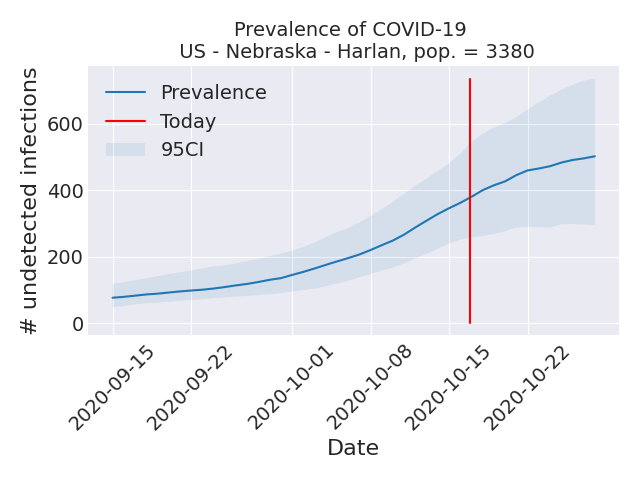 Prevalence of COVID-19
US - Nebraska - Harlan, pop. = 3380
Prevalence
Today
95CI
# undetected infections
600
400
200
0
2020-09-15
2020-09-22
2020-10-01
2020-10-08
2020-10-15
2020-10-22
Date